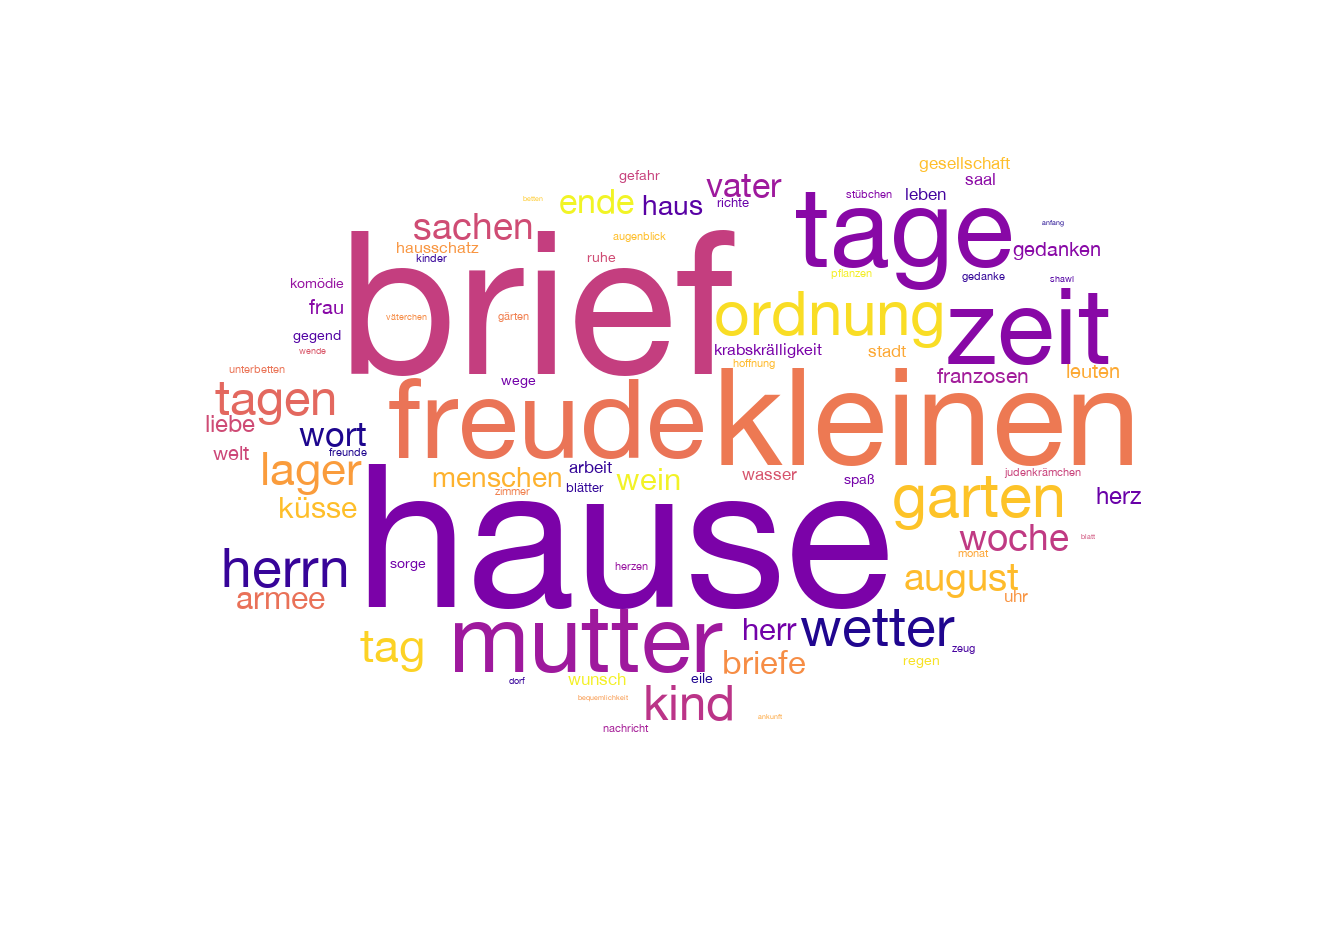 gesellschaft
gefahr
saal
vater
leben
stübchen
betten
ende
haus
richte
tage
anfang
sachen
augenblick
gedanken
hausschatz
kinder
ruhe
brief
pflanzen
gedanke
shawl
komödie
frau
väterchen
gärten
ordnung
zeit
gegend
wende
krabskrälligkeit
stadt
hoffnung
unterbetten
wege
franzosen
leuten
tagen
freude
kleinen
liebe
wort
welt
freunde
lager
menschen
arbeit
wein
wasser
spaß
judenkrämchen
zimmer
blätter
küsse
garten
herz
hause
woche
blatt
monat
herrn
sorge
herzen
august
armee
uhr
mutter
herr
wetter
tag
briefe
zeug
regen
dorf
wunsch
eile
bequemlichkeit
kind
ankunft
nachricht